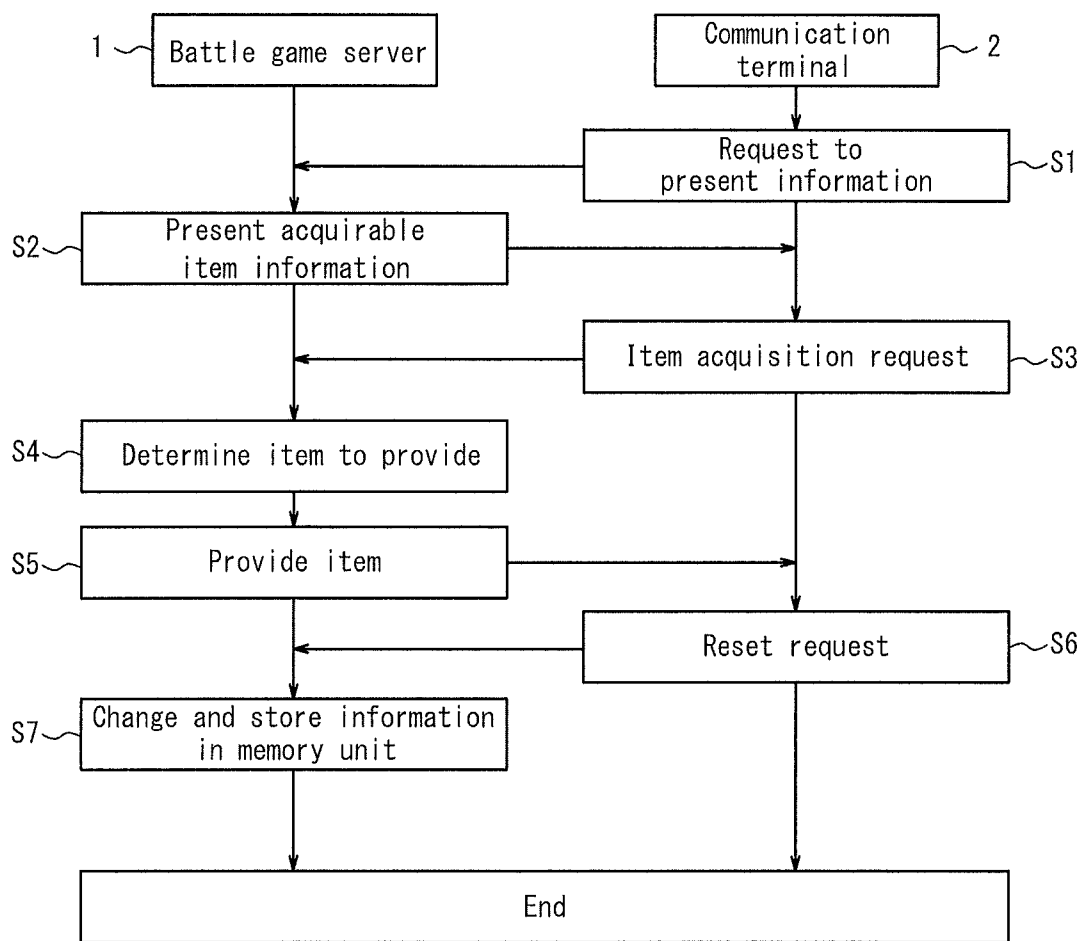 1
Battle game server
Communication
terminal
2
Request to
present information
S1
S2
Present acquirable
item information
Item acquisition request
S3
S4
Determine item to provide
S5
Provide item
Reset request
S6
S7
Change and store information
in memory unit
End